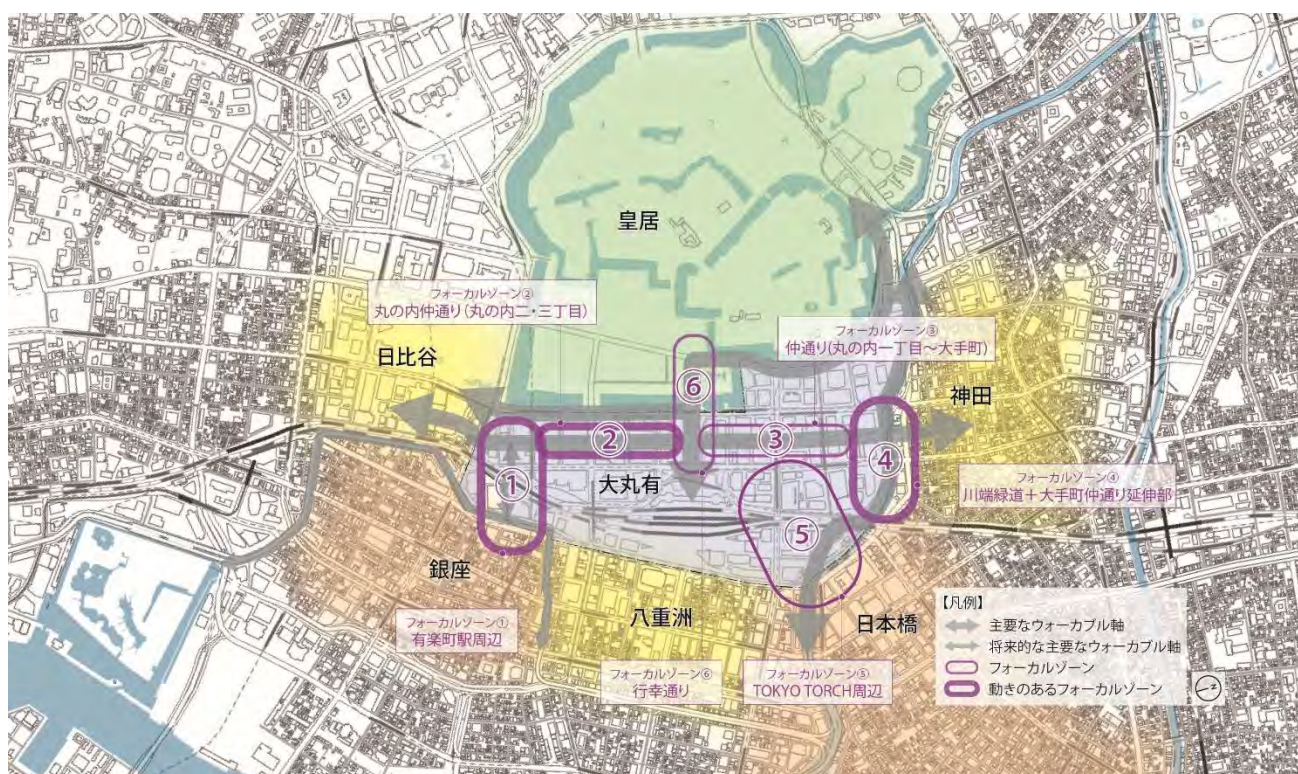 皇居
フォーカルゾーン②
丸の内仲通り(丸の内二・三丁目)
日比谷
フォーカルゾーン③
仲通り(丸の内一丁目~大手町)
神田
⑥
②
③
④
①
大丸有
⑤
フォーカルゾーン④
川端緑道+大手町仲通り延伸部
銀座
八重洲
日本橋
フォーカルゾーン①
有楽町駅周辺
フォーカルゾーン⑥
行幸通り
フォーカルゾーン⑤
TOKYO TORCH周辺
【凡例】
主要なウォーカブル軸
将来的な主要なウォーカブル軸
フォーカルゾーン
動きのあるフォーカルゾーン